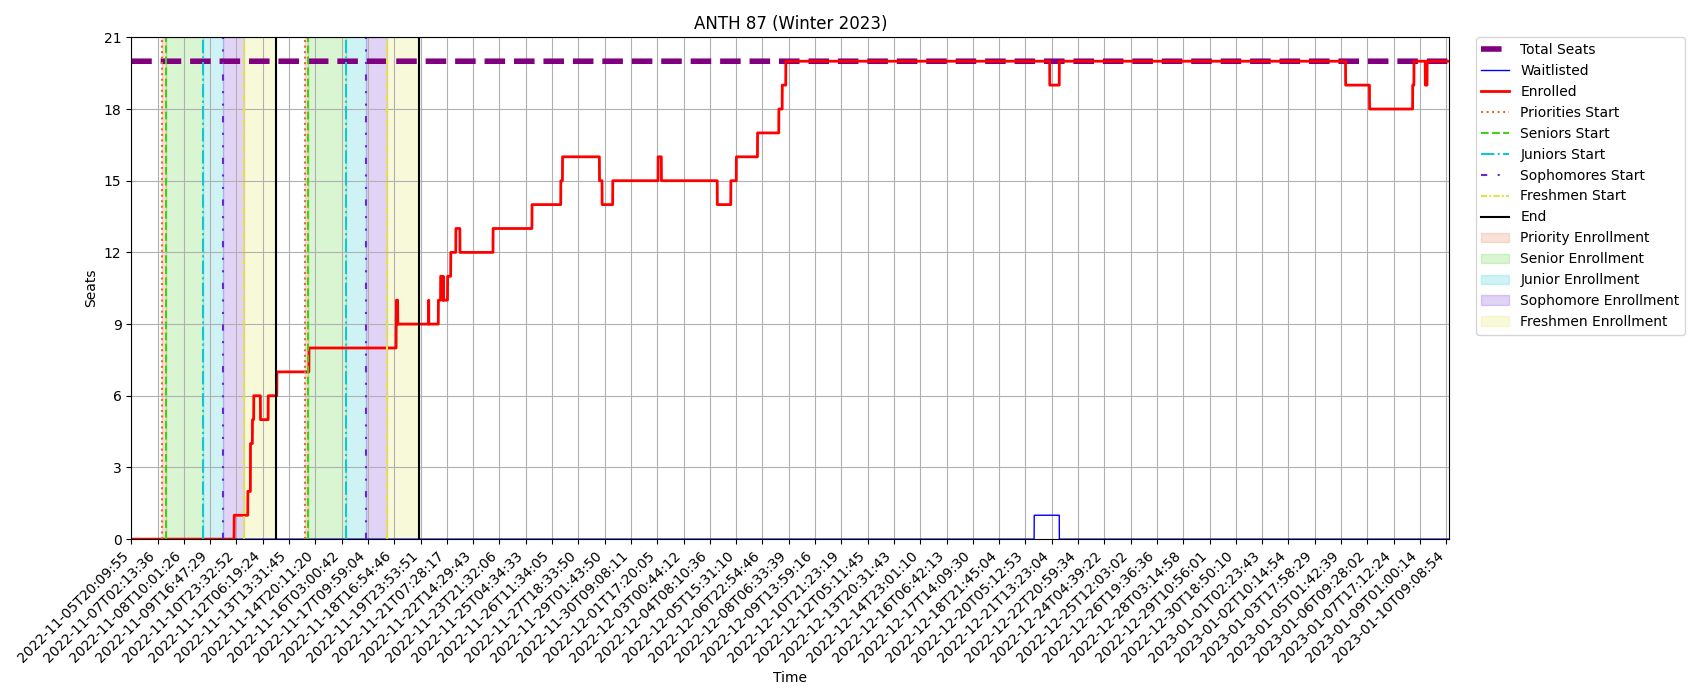 ANTH 87 (Winter 2023)
21
18
15
12
9
6
3
0
Seats
2022-11-05T20:09:55
2022-11-07T02:13:36
2022-11-08T10:01:26
2022-11-09T16:47:29
2022-11-10T23:32:52
2022-11-12T06:19:24
2022-11-13T13:31:45
2022-11-14T20:11:20
2022-11-16T03:00:42
2022-11-17T09:59:04
2022-11-18T16:54:46
2022-11-19T23:53:51
2022-11-21T07:28:17
2022-11-22T14:29:43
2022-11-23T21:32:06
2022-11-25T04:34:33
2022-11-26T11:34:05
2022-11-27T18:33:50
2022-11-29T01:43:50
2022-11-30T09:08:11
2022-12-01T17:20:05
2022-12-03T00:44:12
2022-12-04T08:10:36
2022-12-05T15:31:10
2022-12-06T22:54:46
2022-12-08T06:33:39
2022-12-09T13:59:16
2022-12-10T21:23:19
2022-12-12T05:11:45
2022-12-13T12:31:43
2022-12-14T23:01:10
2022-12-16T06:42:13
2022-12-17T14:09:30
2022-12-18T21:45:04
2022-12-20T05:12:53
2022-12-21T13:23:04
2022-12-22T20:59:34
2022-12-24T04:39:22
2022-12-25T12:03:02
2022-12-26T19:36:36
2022-12-28T03:14:58
2022-12-29T10:56:01
2022-12-30T18:50:10
2023-01-01T02:23:43
2023-01-02T10:14:54
2023-01-03T17:58:29
2023-01-05T01:42:39
2023-01-06T09:28:02
2023-01-07T17:12:24
2023-01-09T01:00:14
2023-01-10T09:08:54
Time
Total Seats
Waitlisted
Enrolled
Priorities Start
Seniors Start
Juniors Start
Sophomores Start
Freshmen Start
End
Priority Enrollment
Senior Enrollment
Junior Enrollment
Sophomore Enrollment
Freshmen Enrollment